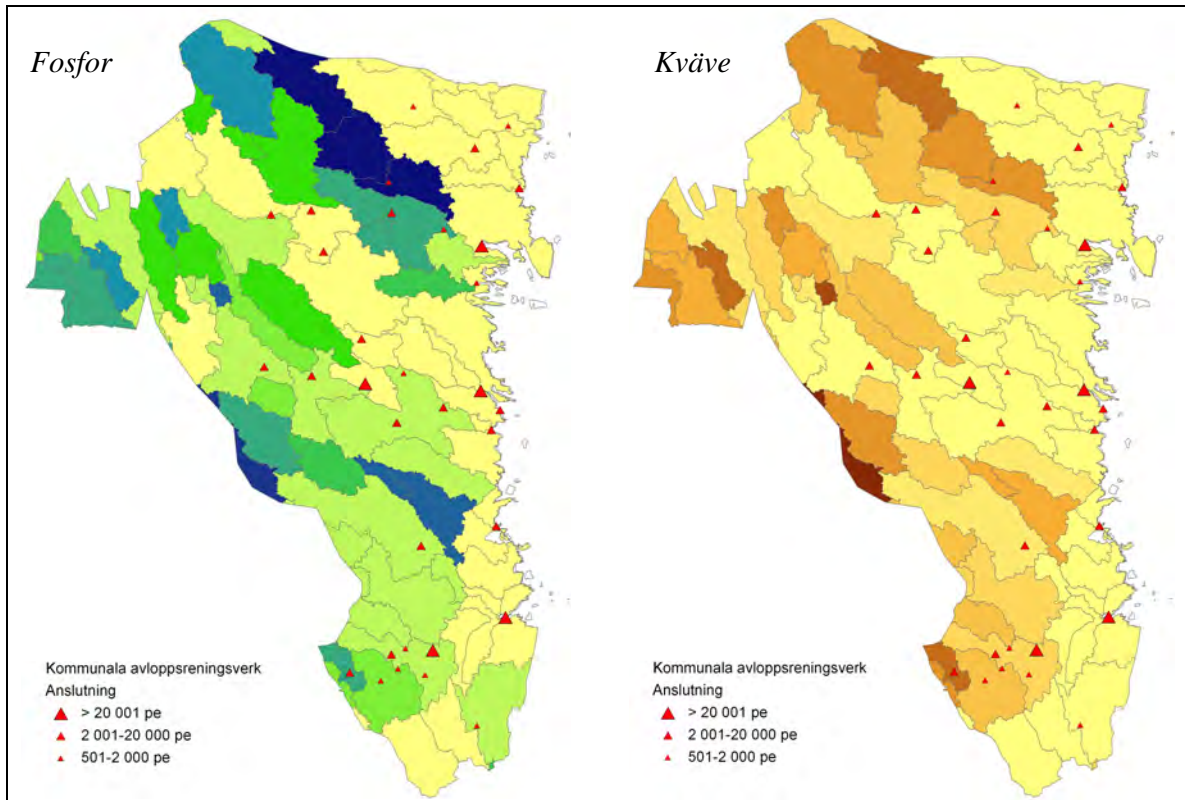 Fosfor
Kommunala avloppsreningsverk
Anslutning
> 20 001 pe
2 001-20 000 pe
501-2 000 pe
Kväve
Kommunala avloppsreningsverk
Anslutning
> 20 001 pe
2 001-20 000 pe
501-2 000 pe